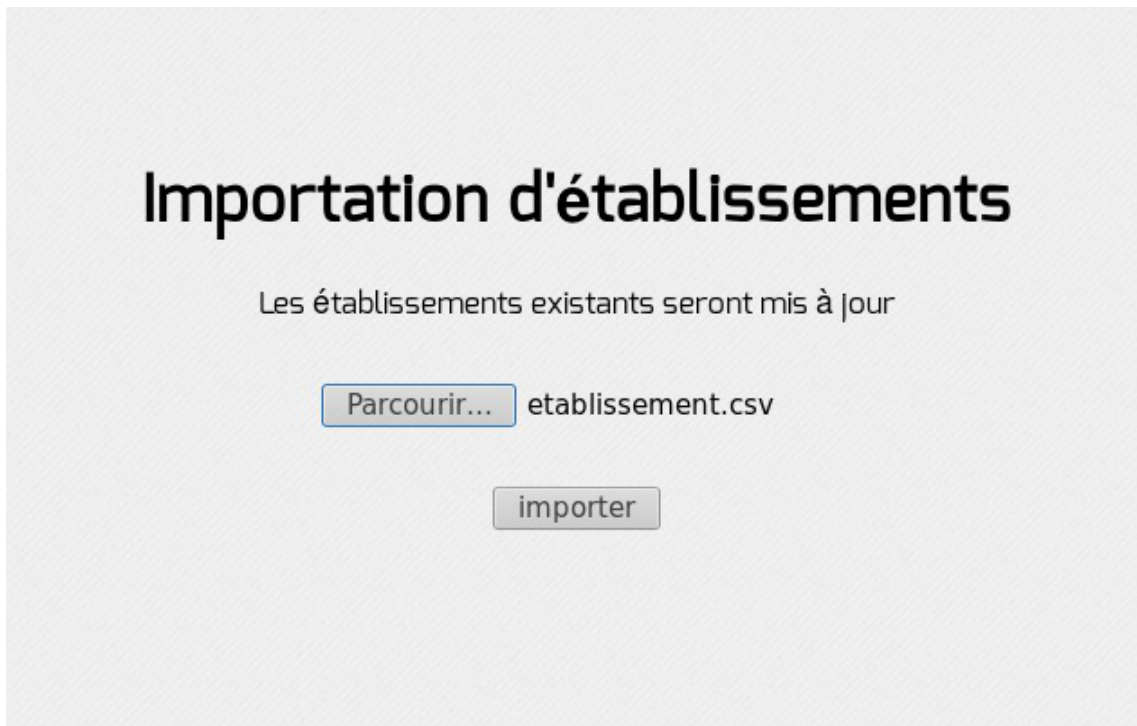 Importation d'établissements
Les établissements existants seront mis à jour
Parcourir... etablissement.csv
importer